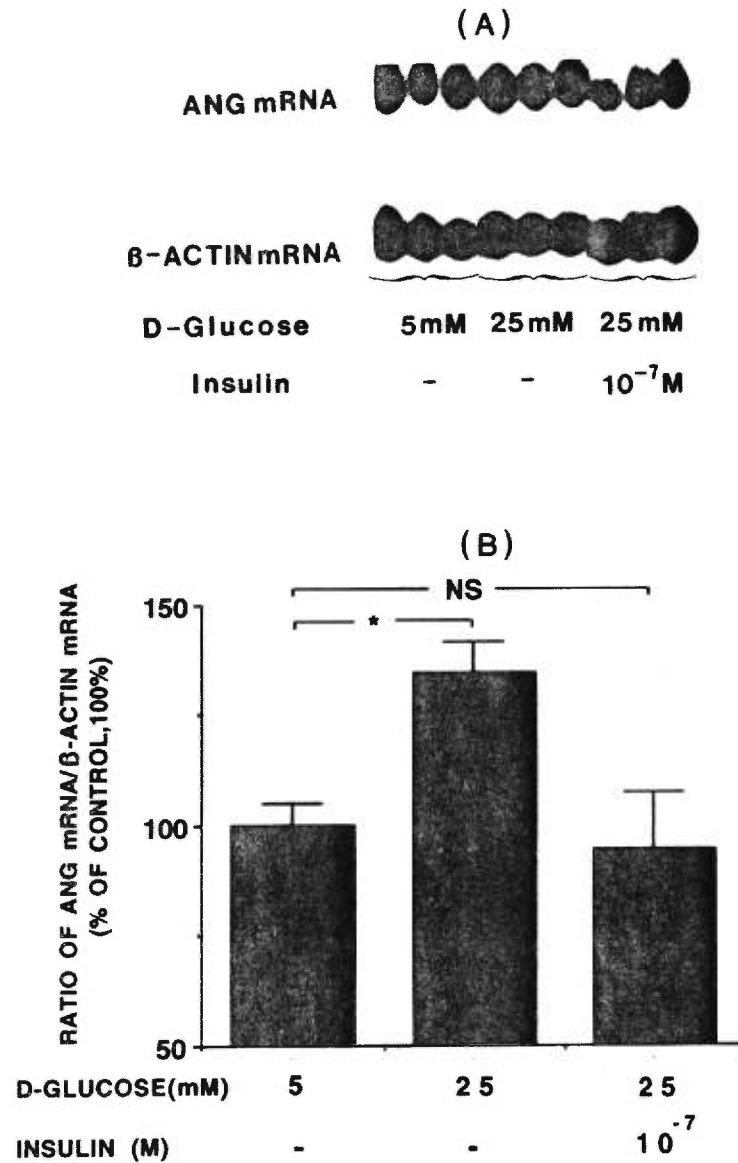 (A)
ANG mRNA
β-ACTIN mRNA
D-Glucose 5mM 25mM 25mM
Insulin - - 10⁻⁷M
(B)
NS
*
150
100
50
RATIO OF ANG mRNA/β-ACTIN mRNA
(% OF CONTROL,100%)
D-GLUCOSE(mM) 5 25 25
INSULIN (M) - - 10⁻⁷